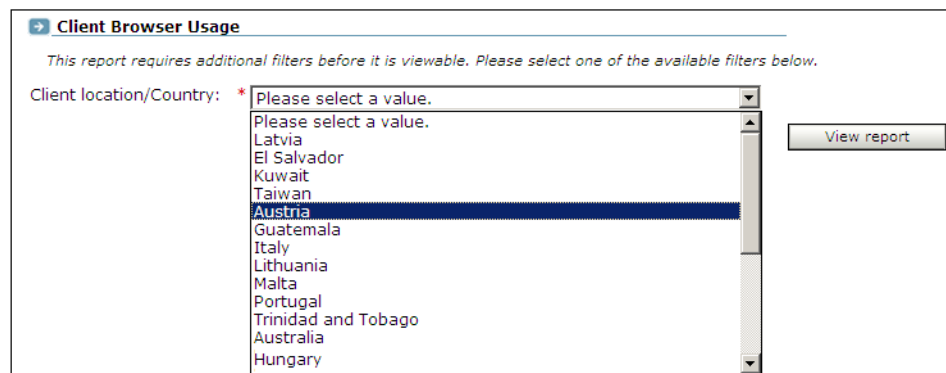 Client Browser Usage
This report requires additional filters before it is viewable. Please select one of the available filters below.
Client location/Country: * Please select a value.
Please select a value.
View report
Latvia
El Salvador
Kuwait
Taiwan
Austria
Guatemala
Italy
Lithuania
Malta
Portugal
Trinidad and Tobago
Australia
Hungary